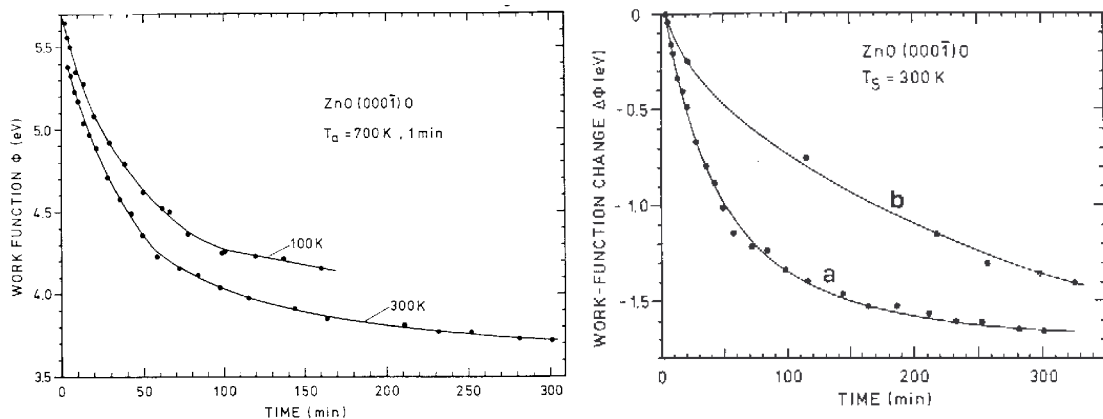 WORK FUNCTION Φ (eV)
5.5
5.0
4.5
4.0
3.5
ZnO (0001̄) O
Ta = 700 K , 1 min
100K
300K
0 50 100 150 200 250 300
TIME (min)
WORK-FUNCTION CHANGE ΔΦ (eV)
0
-0.5
-1.0
-1.5
ZnO (0001̄) O
TS = 300 K
b
a
0 100 200 300
TIME (min)